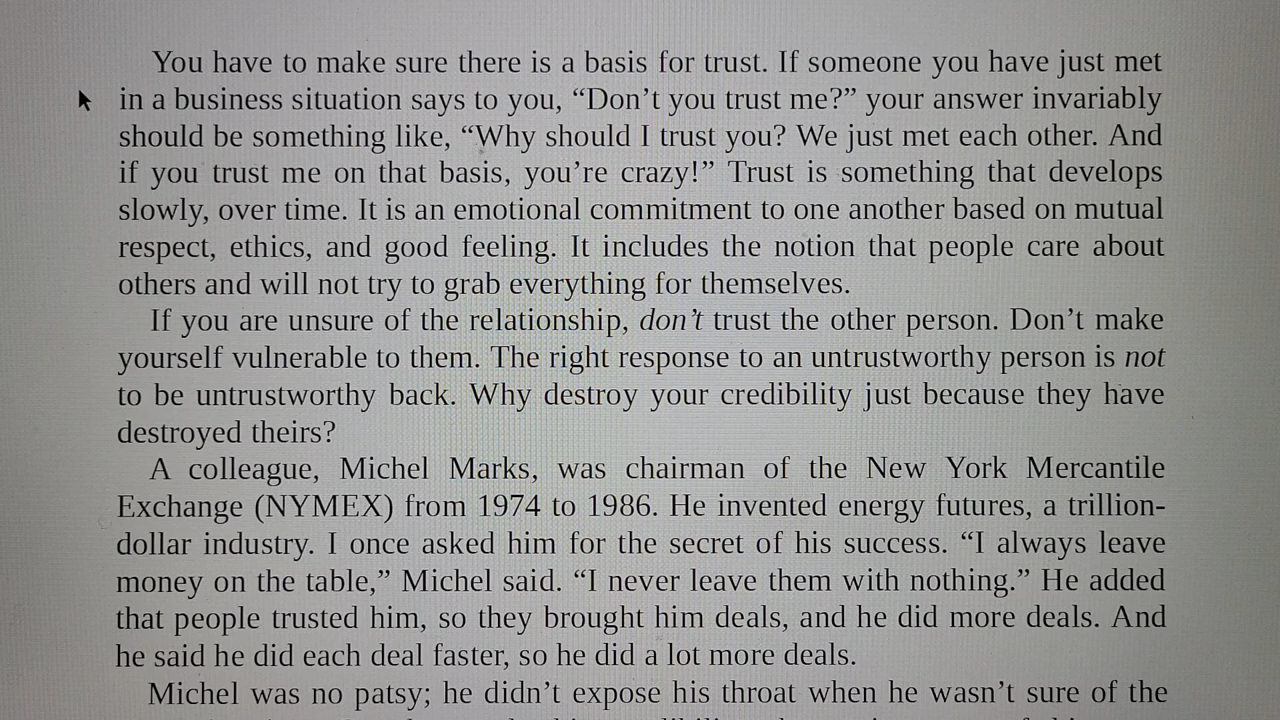 You have to make sure there is a basis for trust. If someone you have just met
in a business situation says to you, “Don’t you trust me?” your answer invariably
should be something like, “Why should I trust you? We just met each other. And
if you trust me on that basis, you’re crazy!” Trust is something that develops
slowly, over time. It is an emotional commitment to one another based on mutual
respect, ethics, and good feeling. It includes the notion that people care about
others and will not try to grab everything for themselves.
If you are unsure of the relationship, don’t trust the other person. Don’t make
yourself vulnerable to them. The right response to an untrustworthy person is not
to be untrustworthy back. Why destroy your credibility just because they have
destroyed theirs?
A colleague, Michel Marks, was chairman of the New York Mercantile
Exchange (NYMEX) from 1974 to 1986. He invented energy futures, a trillion-
dollar industry. I once asked him for the secret of his success. “I always leave
money on the table,” Michel said. “I never leave them with nothing.” He added
that people trusted him, so they brought him deals, and he did more deals. And
he said he did each deal faster, so he did a lot more deals.
Michel was no patsy; he didn’t expose his throat when he wasn’t sure of the